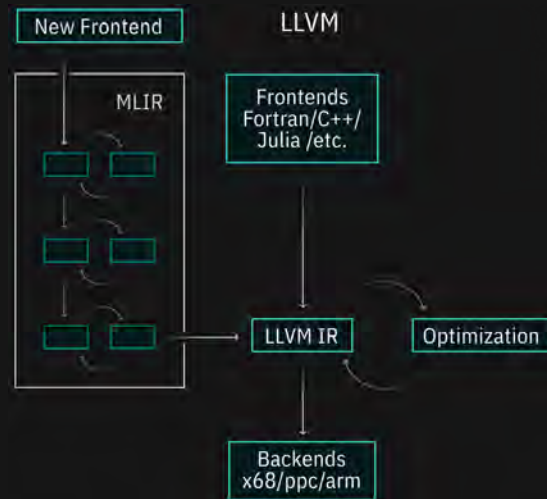 New Frontend
LLVM
MLIR
Frontends
Fortran/C++/
Julia /etc.
LLVM IR
Optimization
Backends
x68/ppc/arm